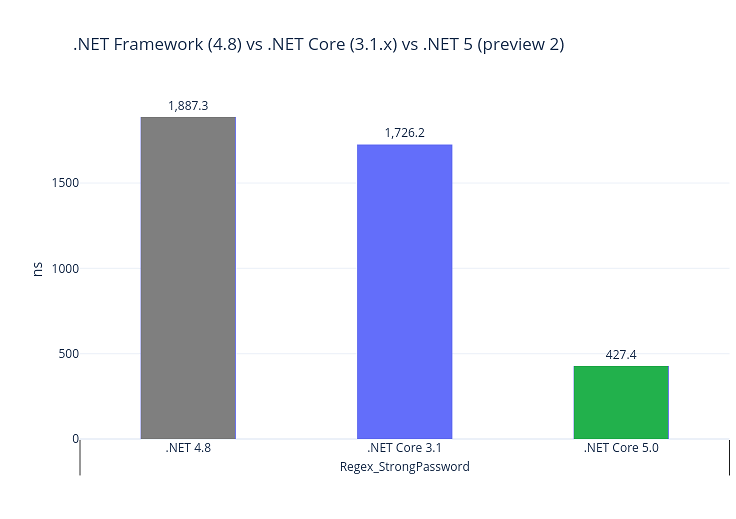 .NET Framework (4.8) vs .NET Core (3.1.x) vs .NET 5 (preview 2)
1,887.3
1,726.2
1500
ns
1000
500
427.4
0
.NET 4.8
.NET Core 3.1
.NET Core 5.0
Regex_StrongPassword